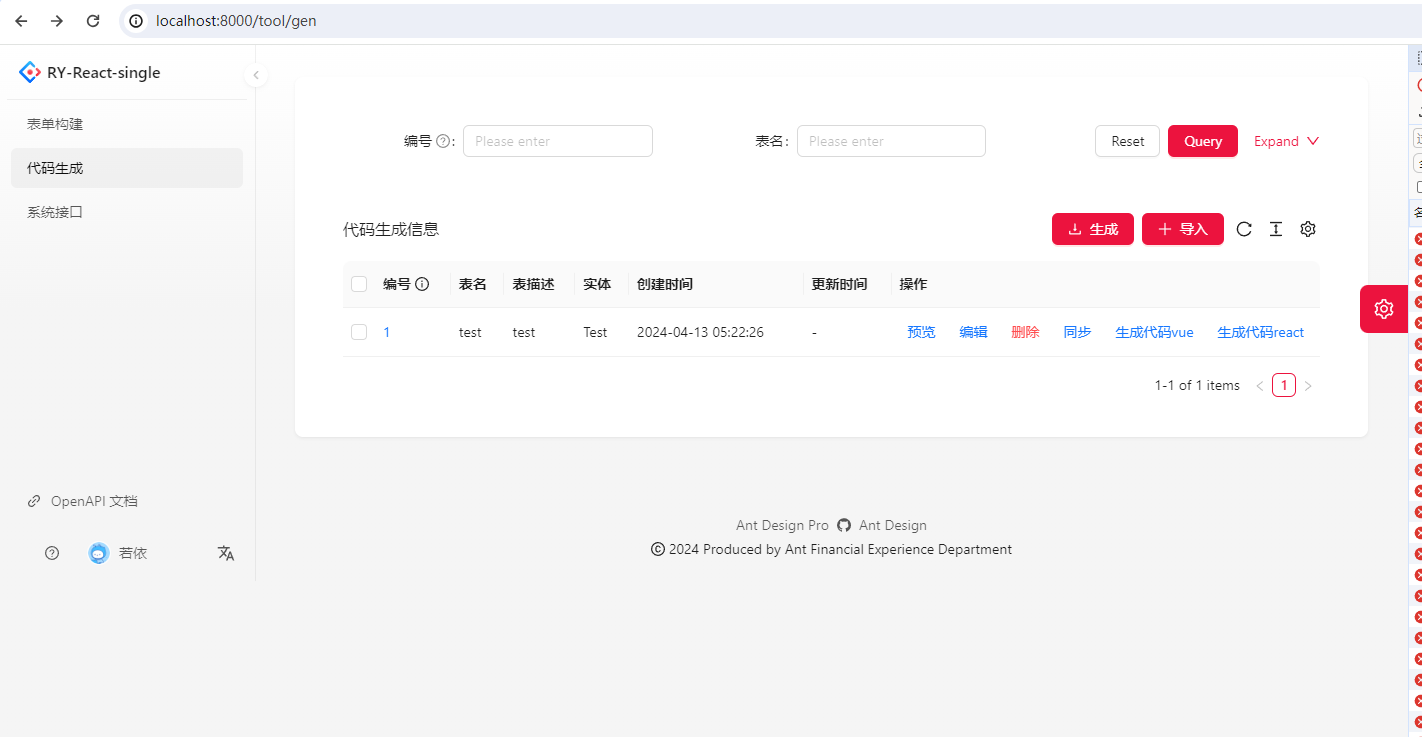 localhost:8000/tool/gen
RY-React-single
表单构建
代码生成
系统接口
OpenAPI 文档
若依
编号 : Please enter 表名: Please enter Reset Query Expand
代码生成信息 生成 导入
编号 表名 表描述 实体 创建时间 更新时间 操作
1 test test Test 2024-04-13 05:22:26 - 预览 编辑 删除 同步 生成代码vue 生成代码react
1-1 of 1 items < 1 >
Ant Design Pro Ant Design
© 2024 Produced by Ant Financial Experience Department